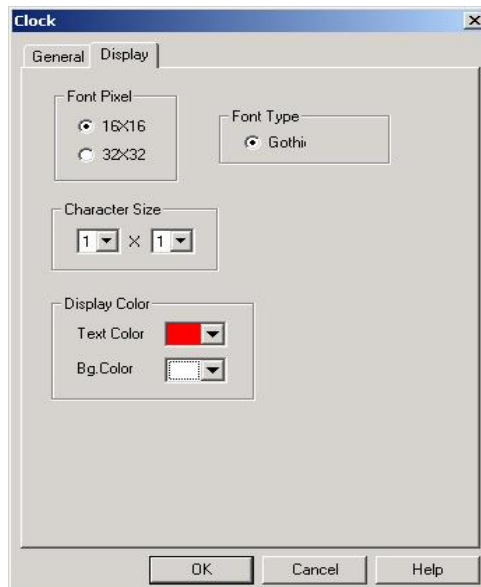 Clock
General Display
Font Pixel
16X16
32X32
Font Type
Gothi
Character Size
1 X 1
Display Color
Text Color
Bg.Color
OK Cancel Help